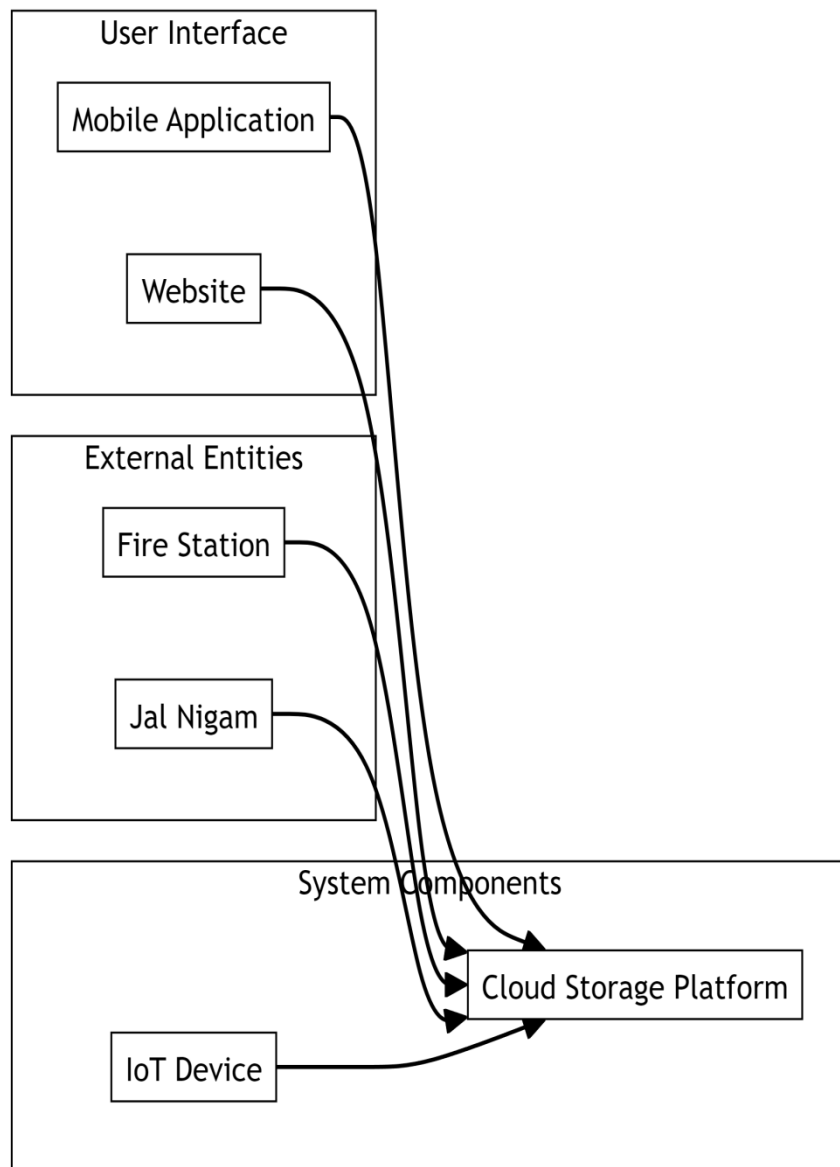 User Interface
Mobile Application
Website
External Entities
Fire Station
Jal Nigam
System Components
Cloud Storage Platform
IoT Device